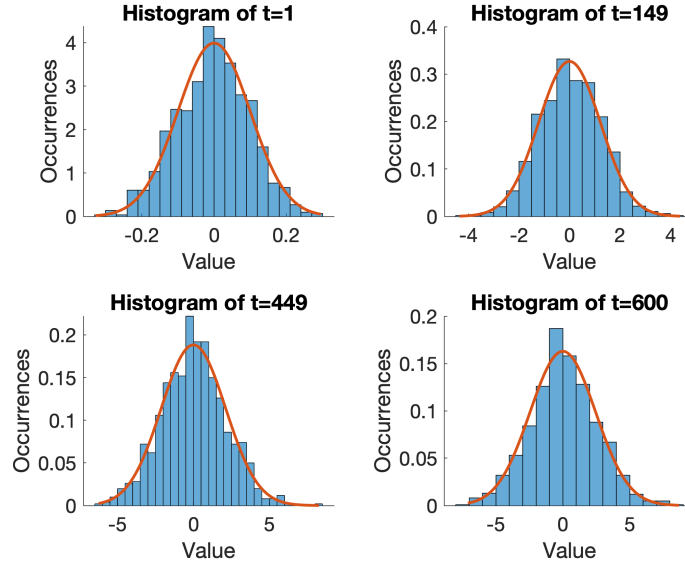 Histogram of t=1
Occurrences
4
3
2
1
0
-0.2
0
0.2
Value
Histogram of t=149
Occurrences
0.4
0.3
0.2
0.1
0
-4
-2
0
2
4
Value
Histogram of t=449
Occurrences
0.2
0.15
0.1
0.05
0
-5
0
5
Value
Histogram of t=600
Occurrences
0.2
0.15
0.1
0.05
0
-5
0
5
Value